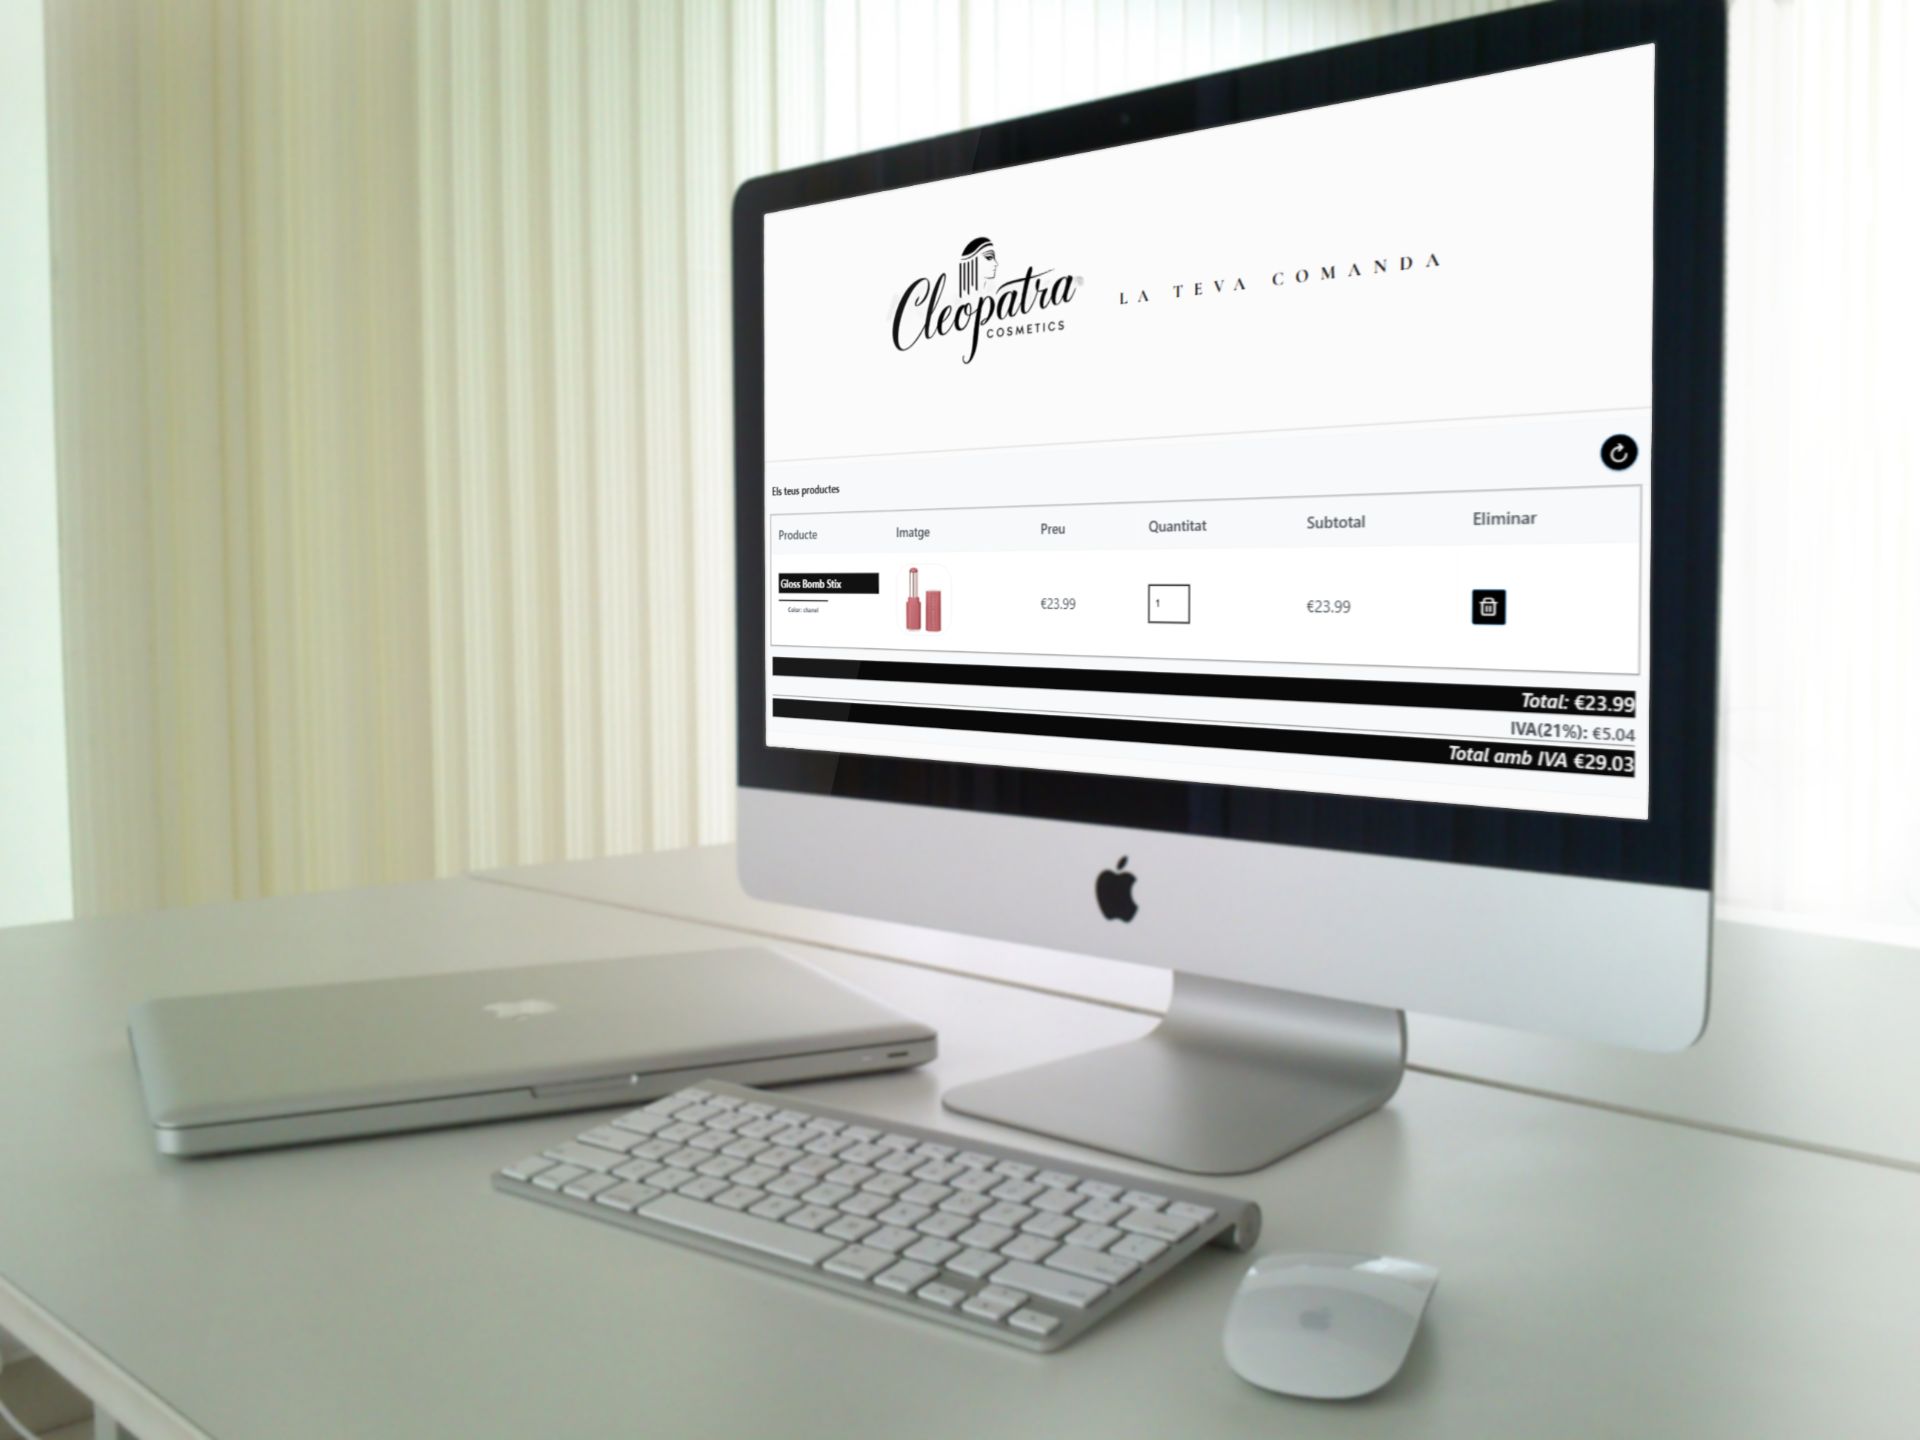 Cleopatra
COSMETICS
LA TEVA COMANDA
Els teus productes
Producte Imatge Preu Quantitat Subtotal Eliminar
Gloss Bomb Stix €23.99 1 €23.99
Color: chanel
Total: €23.99
IVA(21%): €5.04
Total amb IVA €29.03